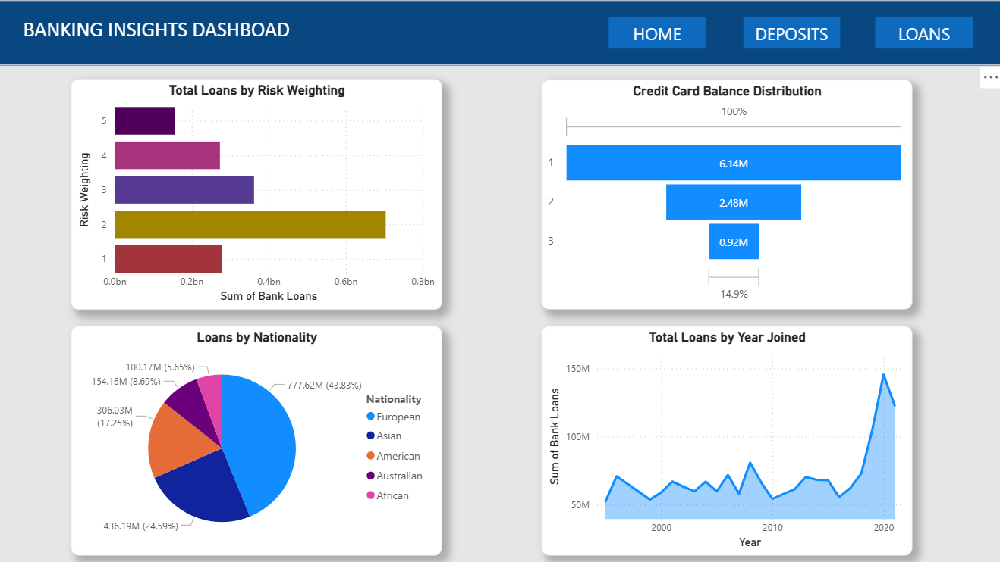 BANKING INSIGHTS DASHBOAD
HOME
DEPOSITS
LOANS
Total Loans by Risk Weighting
Risk Weighting
5
4
3
2
1
0.0bn 0.2bn 0.4bn 0.6bn 0.8bn
Sum of Bank Loans
Credit Card Balance Distribution
100%
1 6.14M
2 2.48M
3 0.92M
14.9%
Loans by Nationality
100.17M (5.65%)
154.16M (8.69%)
306.03M
(17.25%)
436.19M (24.59%)
777.62M (43.83%)
Nationality
European
Asian
American
Australian
African
Total Loans by Year Joined
Sum of Bank Loans
150M
100M
50M
2000 2010 2020
Year